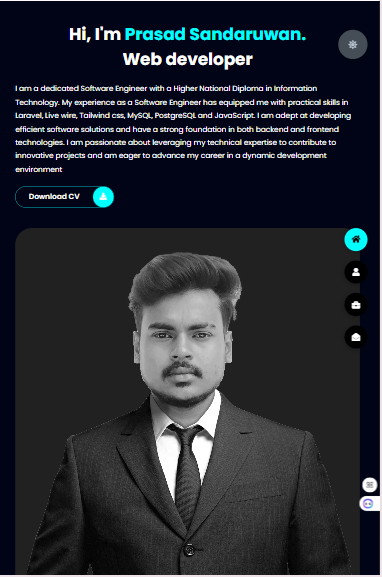 Hi, I'm Prasad Sandaruwan.
Web developer
I am a dedicated Software Engineer with a Higher National Diploma in Information
Technology. My experience as a Software Engineer has equipped me with practical skills in
Laravel, Live wire, Tailwind css, MySQL, PostgreSQL and JavaScript. I am adept at developing
efficient software solutions and have a strong foundation in both backend and frontend
technologies. I am passionate about leveraging my technical expertise to contribute to
innovative projects and am eager to advance my career in a dynamic development
environment
Download CV